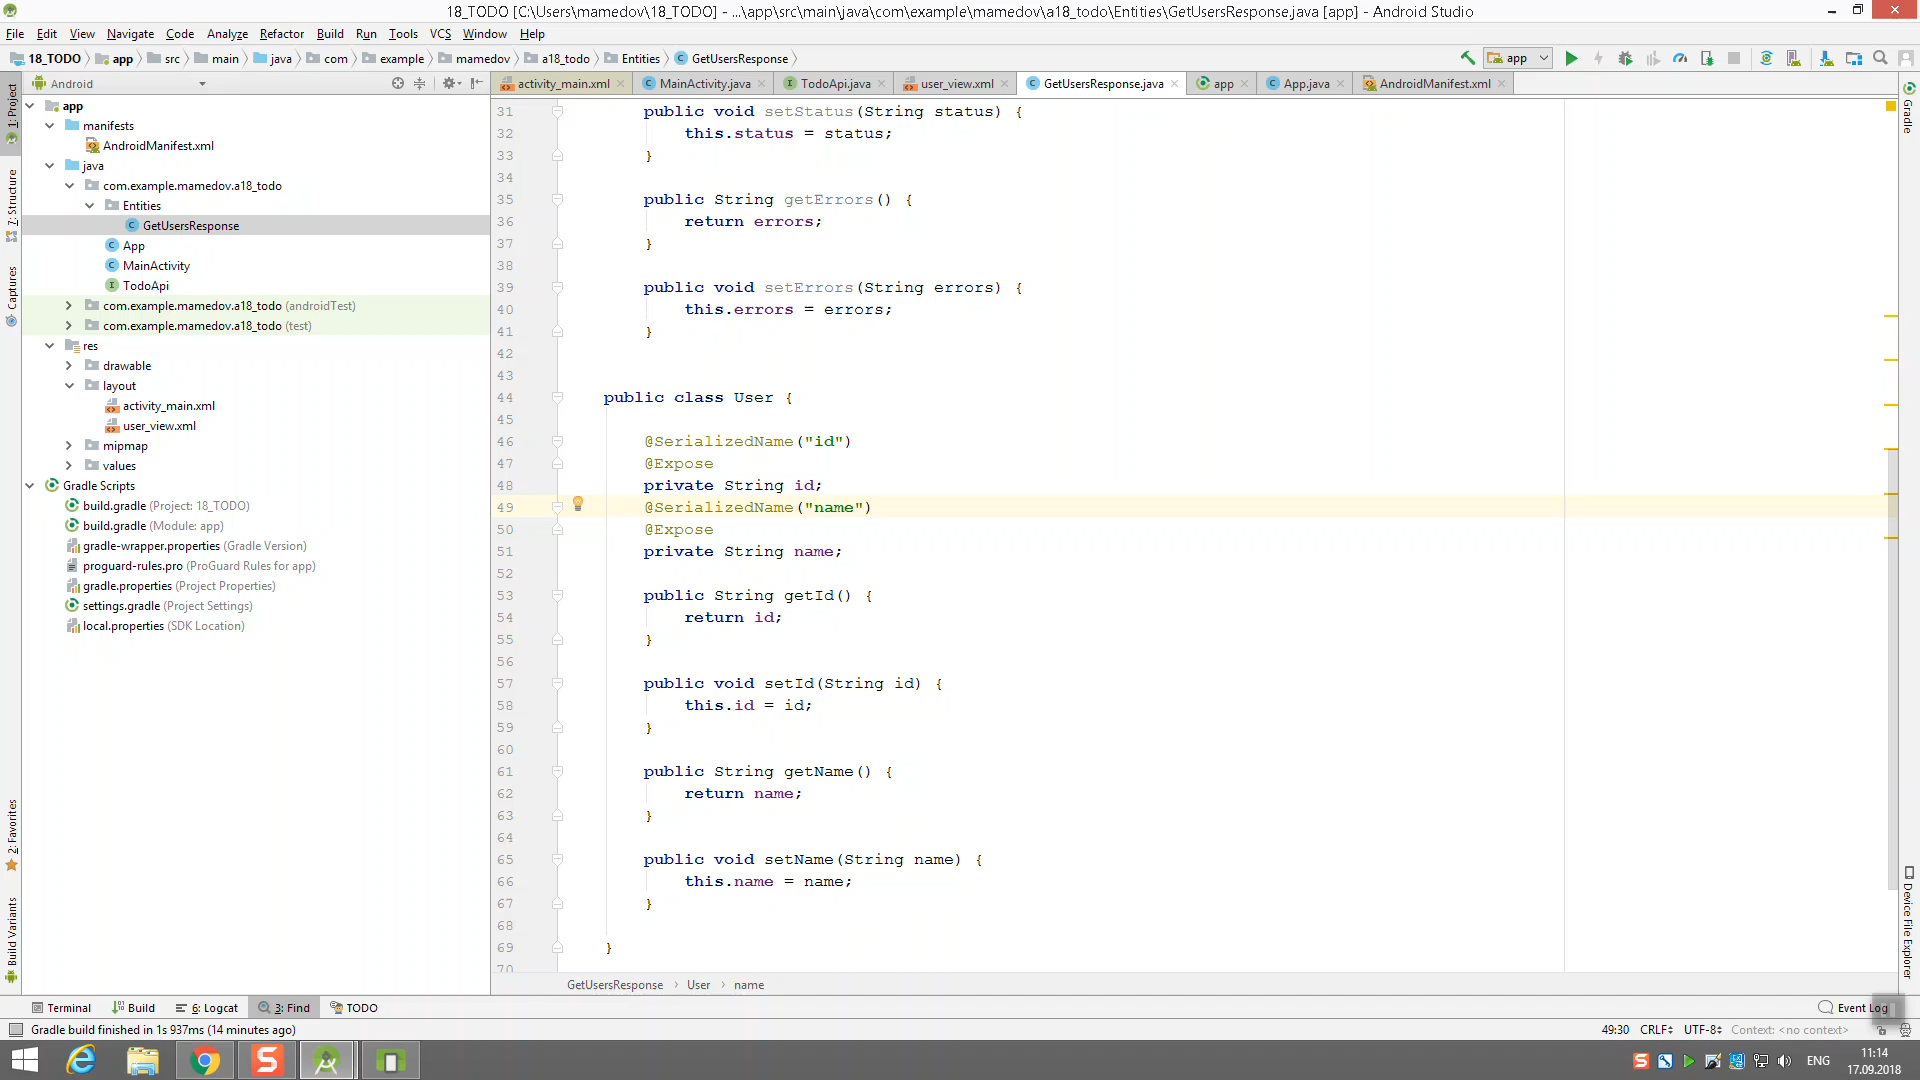 18_TODO [C:\Users\mamedov\18_TODO] - ...\app\src\main\java\com\example\mamedov\a18_todo\Entities\GetUsersResponse.java [app] - Android Studio
File Edit View Navigate Code Analyze Refactor Build Run Tools VCS Window Help
18_TODO app src main java com example mamedov a18_todo Entities GetUsersResponse app
Android
activity_main.xml MainActivity.java TodoApi.java user_view.xml GetUsersResponse.java app App.java AndroidManifest.xml
1: Project
7: Structure
Captures
2: Favorites
Build Variants
app
manifests
AndroidManifest.xml
java
com.example.mamedov.a18_todo
Entities
GetUsersResponse
App
MainActivity
TodoApi
com.example.mamedov.a18_todo (androidTest)
com.example.mamedov.a18_todo (test)
res
drawable
layout
activity_main.xml
user_view.xml
mipmap
values
Gradle Scripts
build.gradle (Project: 18_TODO)
build.gradle (Module: app)
gradle-wrapper.properties (Gradle Version)
proguard-rules.pro (ProGuard Rules for app)
gradle.properties (Project Properties)
settings.gradle (Project Settings)
local.properties (SDK Location)
31 public void setStatus(String status) {
32 this.status = status;
33 }
34
35 public String getErrors() {
36 return errors;
37 }
38
39 public void setErrors(String errors) {
40 this.errors = errors;
41 }
42
43
44 public class User {
45
46 @SerializedName("id")
47 @Expose
48 private String id;
49 @SerializedName("name")
50 @Expose
51 private String name;
52
53 public String getId() {
54 return id;
55 }
56
57 public void setId(String id) {
58 this.id = id;
59 }
60
61 public String getName() {
62 return name;
63 }
64
65 public void setName(String name) {
66 this.name = name;
67 }
68
69 }
70
GetUsersResponse User name
Gradle
Device File Explorer
Terminal Build 6: Logcat 3: Find TODO Event Log
Gradle build finished in 1s 937ms (14 minutes ago) 49:30 CRLF UTF-8 Context: <no context>
ENG 11:14
17.09.2018